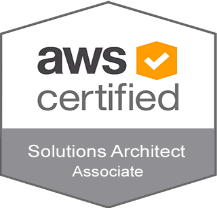 aws
certified
Solutions Architect
Associate